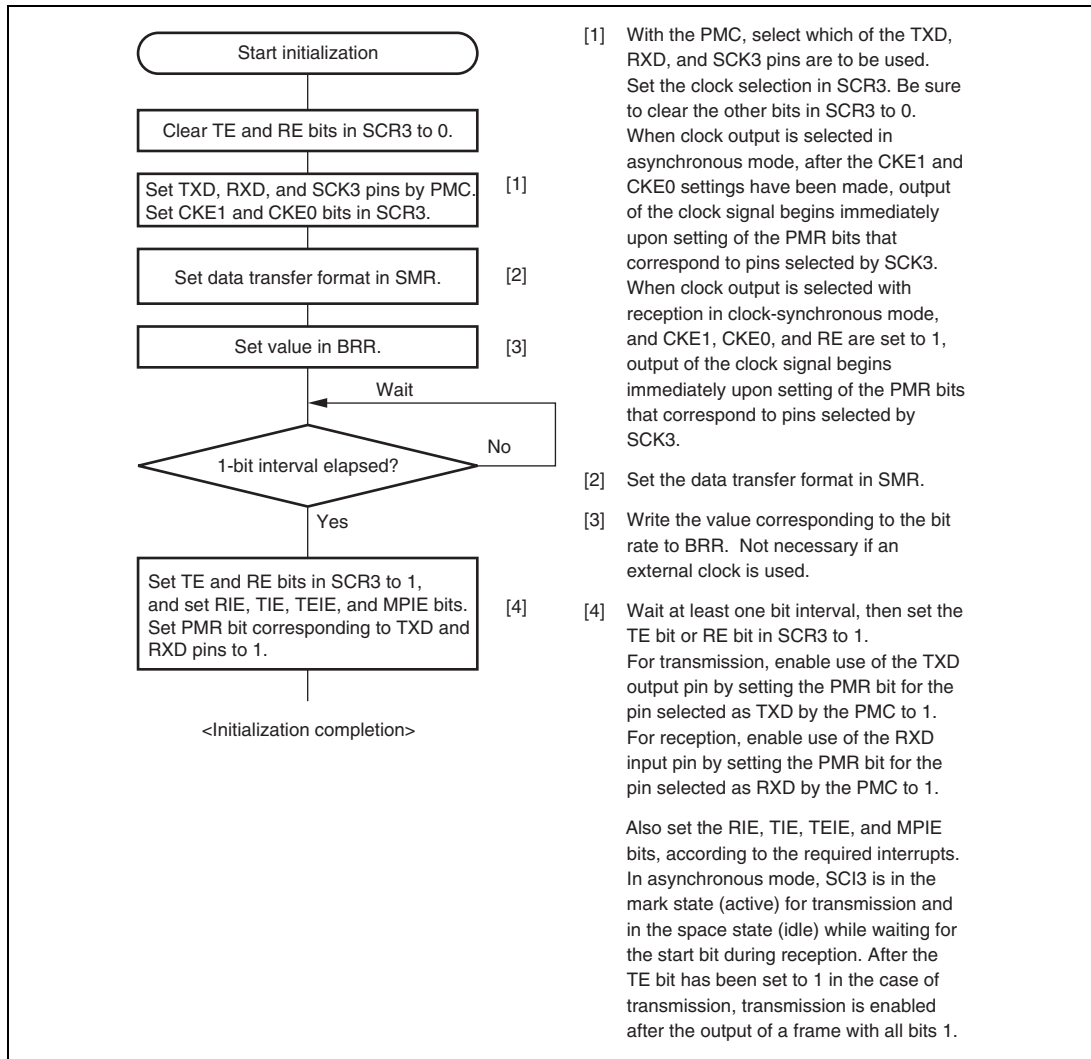 Start initialization
Clear TE and RE bits in SCR3 to 0.
Set TXD, RXD, and SCK3 pins by PMC.
Set CKE1 and CKE0 bits in SCR3.
[1]
Set data transfer format in SMR.
[2]
Set value in BRR.
[3]
Wait
1-bit interval elapsed?
No
Yes
Set TE and RE bits in SCR3 to 1,
and set RIE, TIE, TEIE, and MPIE bits.
Set PMR bit corresponding to TXD and
RXD pins to 1.
[4]
<Initialization completion>
[1] With the PMC, select which of the TXD,
RXD, and SCK3 pins are to be used.
Set the clock selection in SCR3. Be sure
to clear the other bits in SCR3 to 0.
When clock output is selected in
asynchronous mode, after the CKE1 and
CKE0 settings have been made, output
of the clock signal begins immediately
upon setting of the PMR bits that
correspond to pins selected by SCK3.
When clock output is selected with
reception in clock-synchronous mode,
and CKE1, CKE0, and RE are set to 1,
output of the clock signal begins
immediately upon setting of the PMR bits
that correspond to pins selected by
SCK3.
[2] Set the data transfer format in SMR.
[3] Write the value corresponding to the bit
rate to BRR. Not necessary if an
external clock is used.
[4] Wait at least one bit interval, then set the
TE bit or RE bit in SCR3 to 1.
For transmission, enable use of the TXD
output pin by setting the PMR bit for the
pin selected as TXD by the PMC to 1.
For reception, enable use of the RXD
input pin by setting the PMR bit for the
pin selected as RXD by the PMC to 1.
Also set the RIE, TIE, TEIE, and MPIE
bits, according to the required interrupts.
In asynchronous mode, SCI3 is in the
mark state (active) for transmission and
in the space state (idle) while waiting for
the start bit during reception. After the
TE bit has been set to 1 in the case of
transmission, transmission is enabled
after the output of a frame with all bits 1.